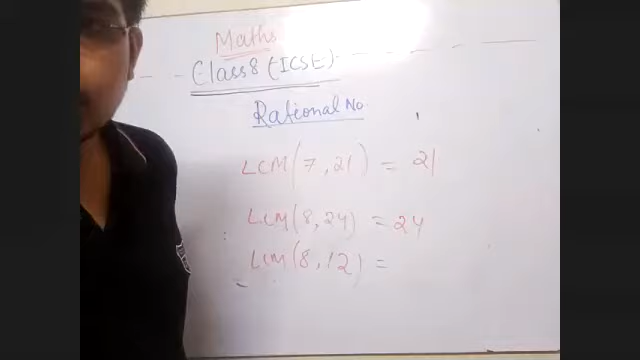 Maths
Class 8 (ICSE)
Rational No.
LCM(7, 21) = 21
LCM(8, 24) = 24
LCM(8, 12) =